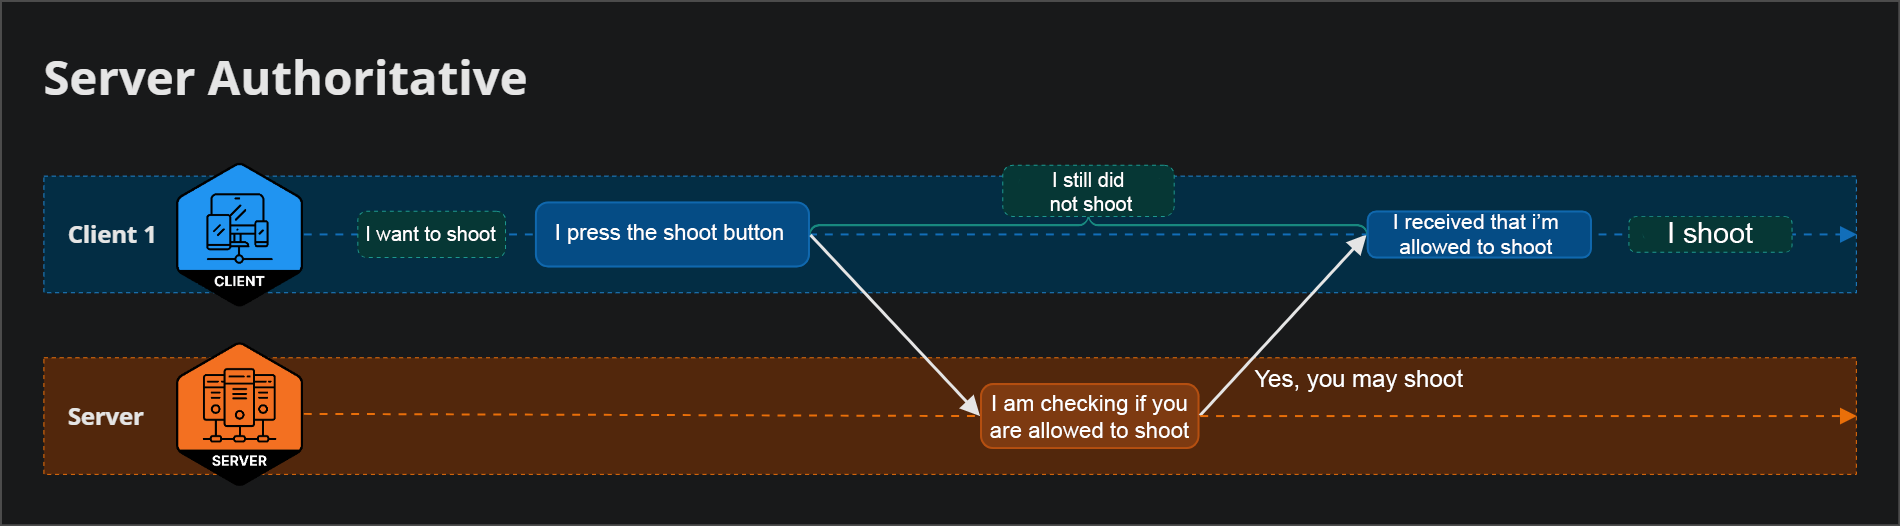 Server Authoritative
Client 1
CLIENT
I want to shoot
I press the shoot button
I still did
not shoot
I received that i'm
allowed to shoot
I shoot
Server
SERVER
I am checking if you
are allowed to shoot
Yes, you may shoot